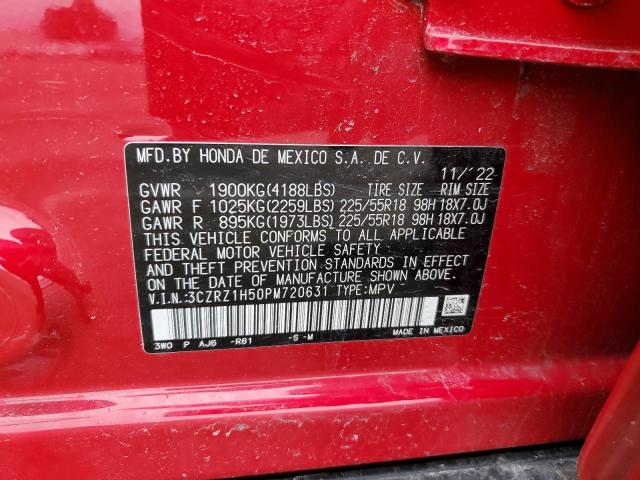 MFD.BY HONDA DE MEXICO S.A. DE C.V.
11/'22
GVWR 1900KG(4188LBS) TIRE SIZE RIM SIZE
GAWR F 1025KG(2259LBS) 225/55R18 98H 18X7.0J
GAWR R 895KG(1973LBS) 225/55R18 98H 18X7.0J
THIS VEHICLE CONFORMS TO ALL APPLICABLE
FEDERAL MOTOR VEHICLE SAFETY
AND THEFT PREVENTION STANDARDS IN EFFECT
ON THE DATE OF MANUFACTURE SHOWN ABOVE.
V.I.N.:3CZRZ1H50PM720631 TYPE:MPV
3W0 P AJ6 -R81 -S -M
MADE IN MEXICO